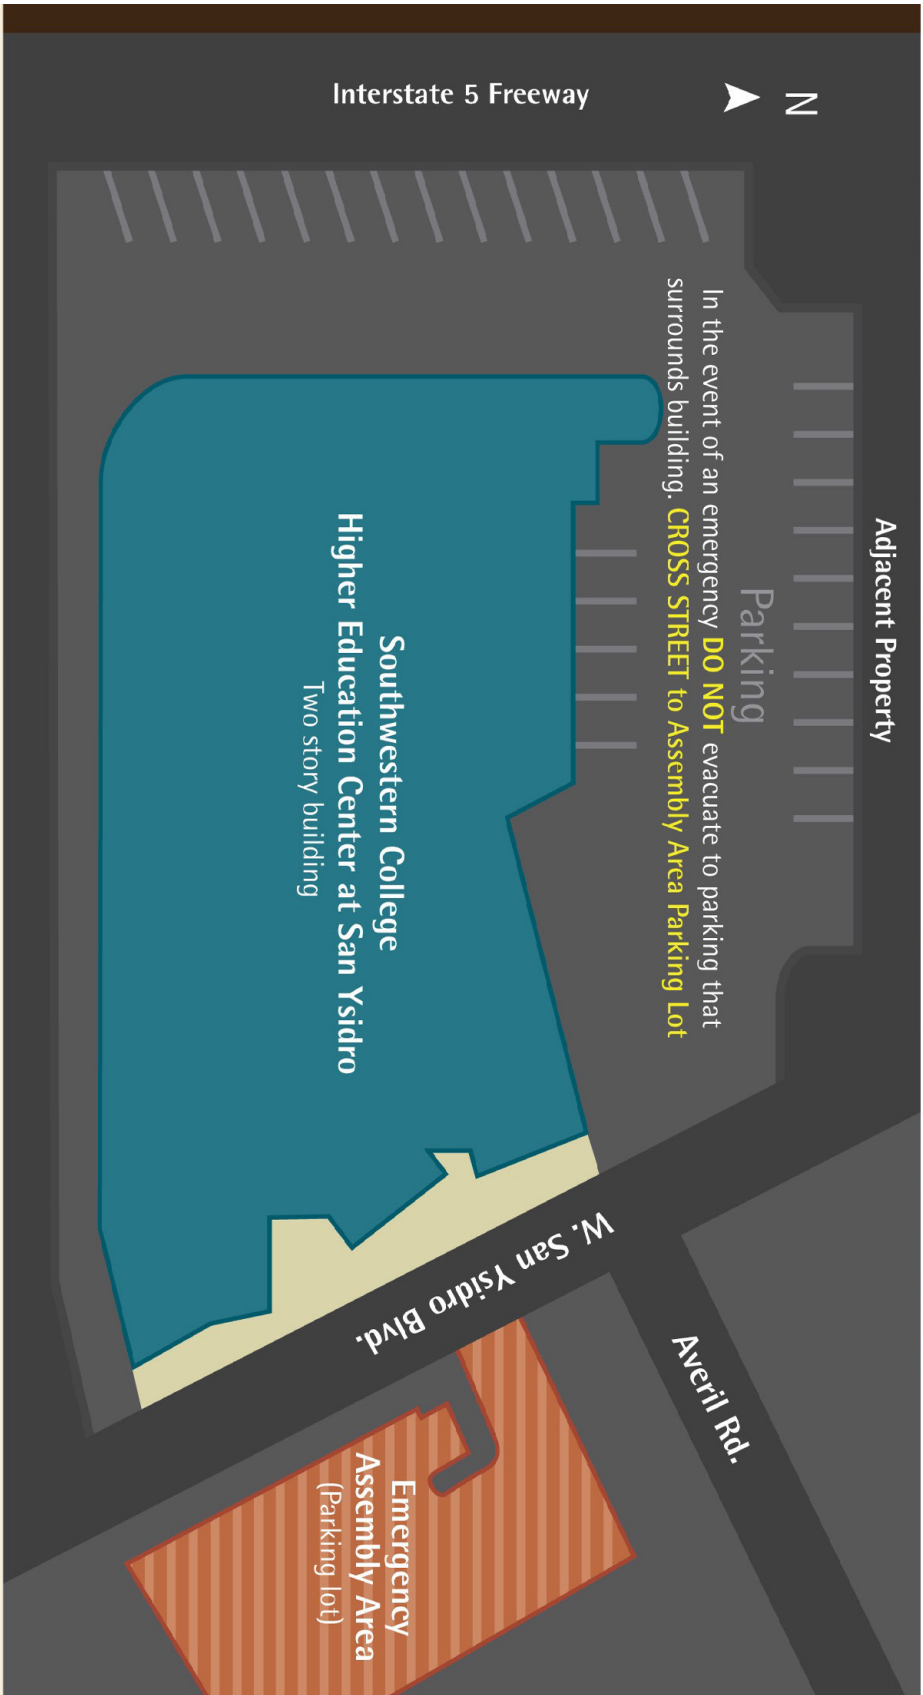 Interstate 5 Freeway
N
Adjacent Property
Parking
In the event of an emergency DO NOT evacuate to parking that
surrounds building. CROSS STREET to Assembly Area Parking Lot
Southwestern College
Higher Education Center at San Ysidro
Two story building
W. San Ysidro Blvd.
Averil Rd.
Emergency
Assembly Area
(Parking lot)